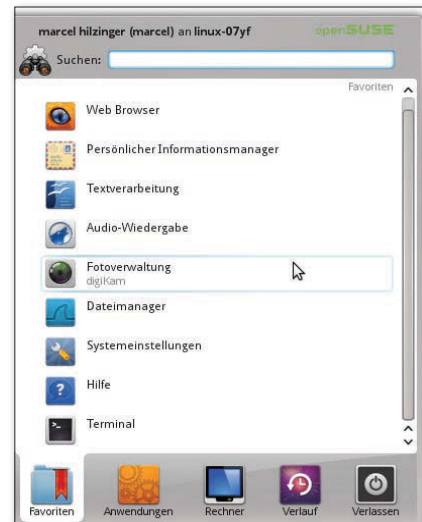 marcel hilzinger (marcel) an linux-07yf
openSUSE
Suchen:
Favoriten
Web Browser
Persönlicher Informationsmanager
Textverarbeitung
Audio-Wiedergabe
Fotoverwaltung
digiKam
Dateimanager
Systemeinstellungen
Hilfe
Terminal
Favoriten Anwendungen Rechner Verlauf Verlassen